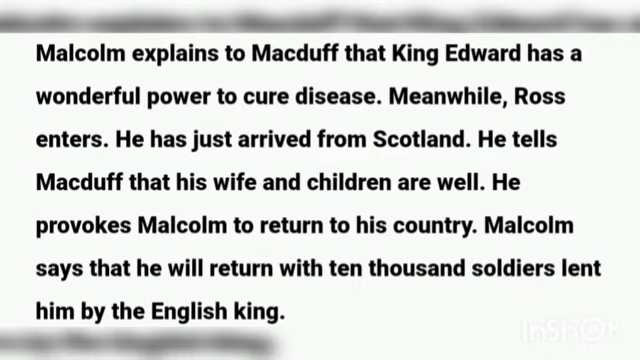 Malcolm explains to Macduff that King Edward has a
wonderful power to cure disease. Meanwhile, Ross
enters. He has just arrived from Scotland. He tells
Macduff that his wife and children are well. He
provokes Malcolm to return to his country. Malcolm
says that he will return with ten thousand soldiers lent
him by the English king.
InShOt